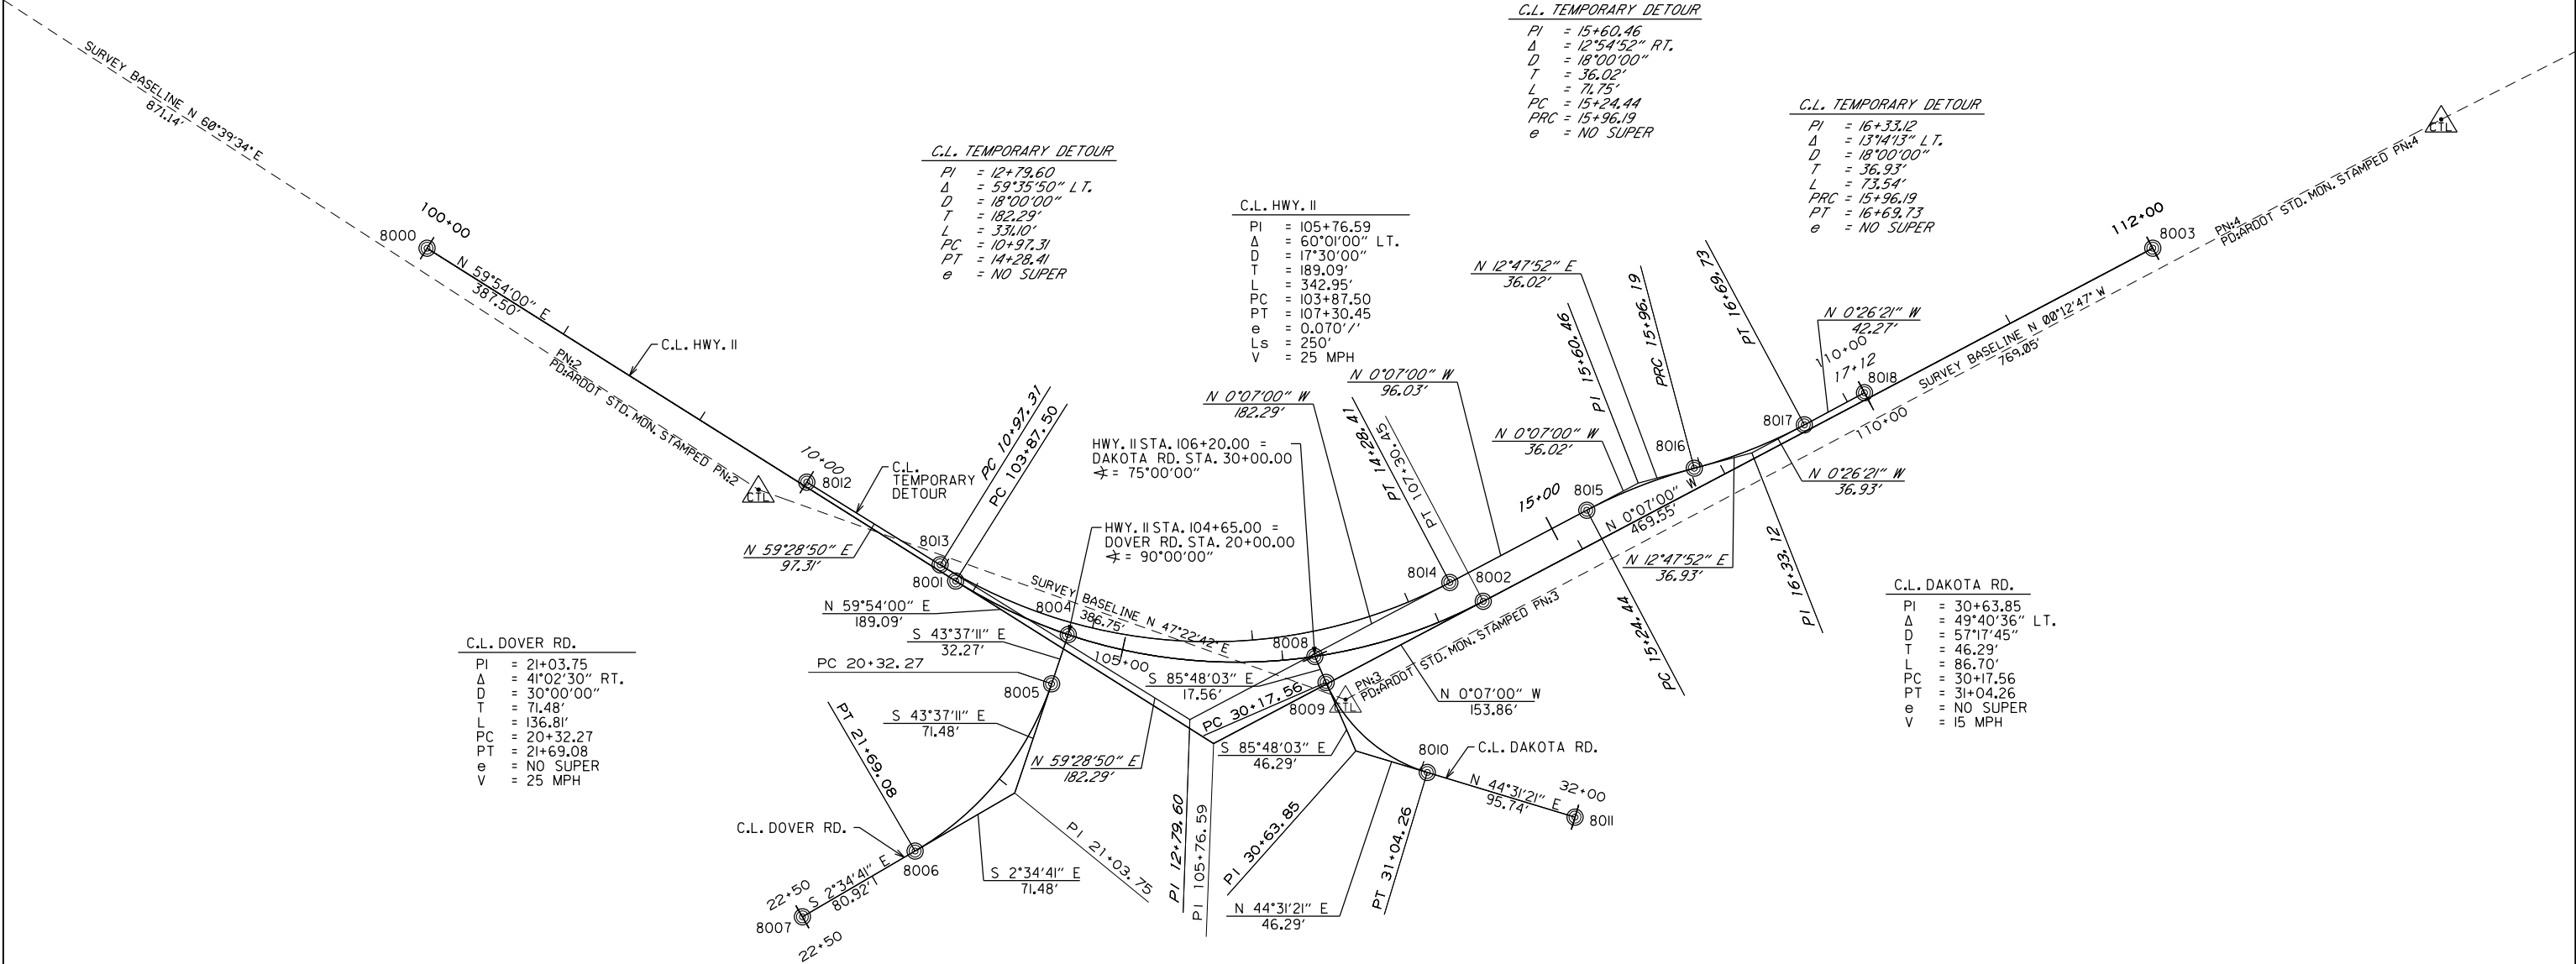 C.L. TEMPORARY DETOUR
PI = 15+60.46
Δ = 12°54'52" RT.
D = 18°00'00"
T = 36.02'
L = 71.75'
PC = 15+24.44
PRC = 15+96.19
e = NO SUPER
C.L. TEMPORARY DETOUR
PI = 16+33.12
Δ = 13°14'13" LT.
D = 18°00'00"
T = 36.93'
L = 73.54'
PRC = 15+96.19
PT = 16+69.73
e = NO SUPER
C.L. TEMPORARY DETOUR
PI = 12+79.60
Δ = 59°35'50" LT.
D = 18°00'00"
T = 182.29'
L = 331.10'
PC = 10+97.31
PT = 14+28.41
e = NO SUPER
C.L. HWY. 11
PI = 105+76.59
Δ = 60°01'00" LT.
D = 17°30'00"
T = 189.09'
L = 342.95'
PC = 103+87.50
PT = 107+30.45
e = 0.070'/'
Ls = 250'
V = 25 MPH
SURVEY BASELINE N 60°39'34" E
871.14'
100+00
8000
N 59°54'00" E
387.50'
C.L. HWY. 11
PN:2
PD:ARDOT STD. MON. STAMPED PN:2
CTL
10+00
8012
C.L.
TEMPORARY
DETOUR
N 59°28'50" E
97.31'
8013
8001
PC 10+97.31
PC 103+87.50
HWY. 11 STA. 106+20.00 =
DAKOTA RD. STA. 30+00.00
∡ = 75°00'00"
HWY. 11 STA. 104+65.00 =
DOVER RD. STA. 20+00.00
∡ = 90°00'00"
N 0°07'00" W
182.29'
N 0°07'00" W
96.03'
PT 14+28.41
PT 107+30.45
N 12°47'52" E
36.02'
PI 15+60.46
PRC 15+96.19
PT 16+69.73
N 0°07'00" W
36.02'
15+00
8015
8016
8017
N 0°26'21" W
42.27'
110+00
17+12
8018
112+00
8003
PN:4
PD:ARDOT STD. MON. STAMPED PN:4
CTL
SURVEY BASELINE N 00°12'47" W
769.05'
110+00
N 0°26'21" W
36.93'
N 0°07'00" W
469.55'
N 12°47'52" E
36.93'
PI 16+33.12
PC 15+24.44
8014
8002
SURVEY BASELINE N 47°22'42" E
386.75'
8004
8008
105+00
N 59°54'00" E
189.09'
S 43°37'11" E
32.27'
PC 20+32.27
8005
S 43°37'11" E
71.48'
S 85°48'03" E
17.56'
PC 30+17.56
8009
CTL
PN:3
PD:ARDOT STD. MON. STAMPED PN:3
N 0°07'00" W
153.86'
N 59°28'50" E
182.29'
S 85°48'03" E
46.29'
8010
C.L. DAKOTA RD.
N 44°31'21" E
95.74'
32+00
8011
PI 12+79.60
PI 105+76.59
PI 30+63.85
PT 31+04.26
N 44°31'21" E
46.29'
PT 21+69.08
C.L. DOVER RD.
8006
S 2°34'41" E
71.48'
PI 21+03.75
22+50
S 2°34'41" E
80.92'
8007
22+50
C.L. DOVER RD.
PI = 21+03.75
Δ = 41°02'30" RT.
D = 30°00'00"
T = 71.48'
L = 136.81'
PC = 20+32.27
PT = 21+69.08
e = NO SUPER
V = 25 MPH
C.L. DAKOTA RD.
PI = 30+63.85
Δ = 49°40'36" LT.
D = 57°17'45"
T = 46.29'
L = 86.70'
PC = 30+17.56
PT = 31+04.26
e = NO SUPER
V = 15 MPH